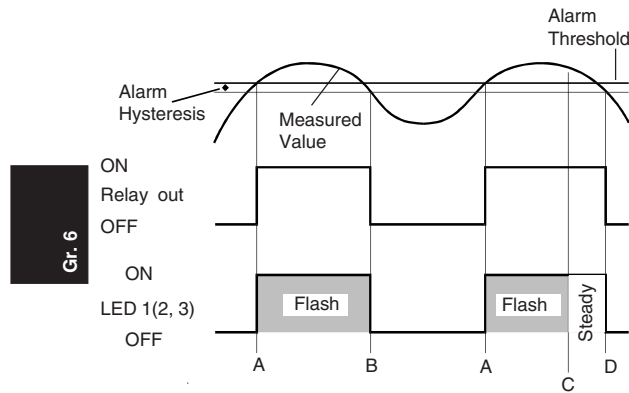 Alarm
Threshold
Alarm
Hysteresis
Measured
Value
ON
Relay out
OFF
Gr. 6
ON
LED 1(2, 3)
OFF
Flash
Flash
Steady
A
B
A
C
D